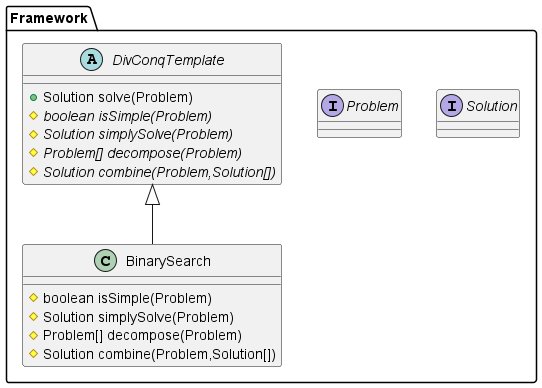 Framework
A DivConqTemplate
Solution solve(Problem)
boolean isSimple(Problem)
Solution simplySolve(Problem)
Problem[] decompose(Problem)
Solution combine(Problem,Solution[])
I Problem
I Solution
C BinarySearch
boolean isSimple(Problem)
Solution simplySolve(Problem)
Problem[] decompose(Problem)
Solution combine(Problem,Solution[])